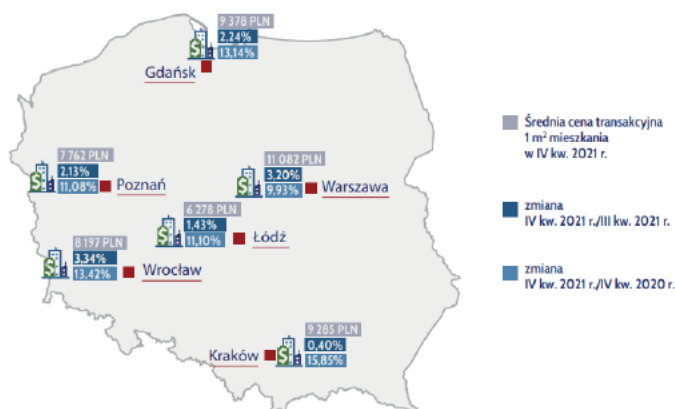 9 378 PLN
2,24%
13,14%
Gdańsk
7 762 PLN
2,13%
11,08%
Poznań
11 082 PLN
3,20%
9,93%
Warszawa
6 278 PLN
1,43%
11,10%
Łódź
8 197 PLN
3,34%
13,42%
Wrocław
9 285 PLN
0,40%
15,85%
Kraków
Średnia cena transakcyjna
1 m² mieszkania
w IV kw. 2021 r.
zmiana
IV kw. 2021 r./III kw. 2021 r.
zmiana
IV kw. 2021 r./IV kw. 2020 r.